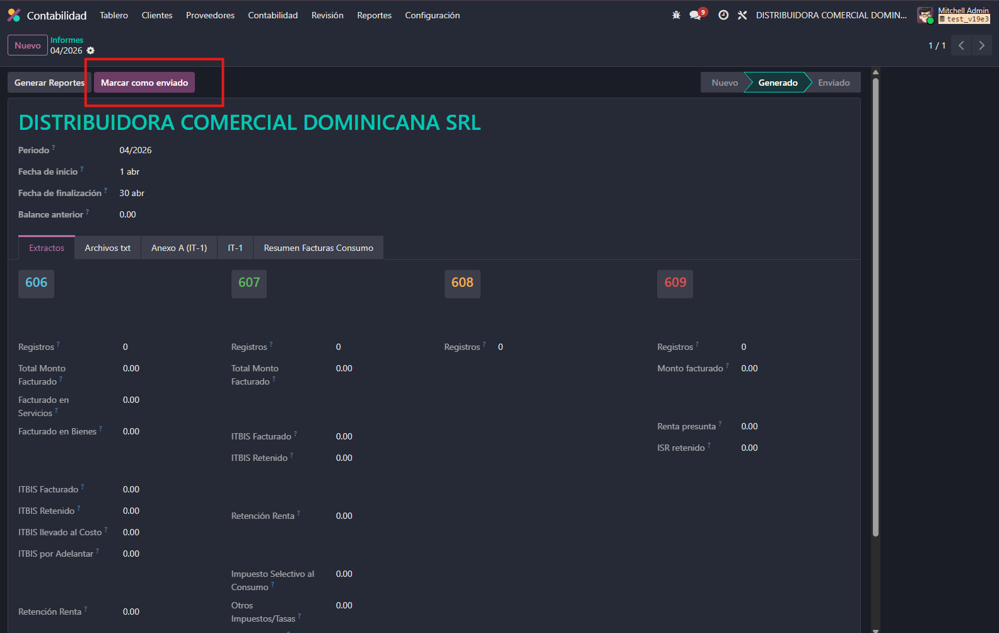 Contabilidad Tablero Clientes Proveedores Contabilidad Revisión Reportes Configuración 9 DISTRIBUIDORA COMERCIAL DOMIN... Mitchell Admin
test_v19e3
Nuevo Informes
04/2026
1 / 1
Generar Reportes Marcar como enviado Nuevo Generado Enviado
DISTRIBUIDORA COMERCIAL DOMINICANA SRL
Periodo ? 04/2026
Fecha de inicio ? 1 abr
Fecha de finalización ? 30 abr
Balance anterior ? 0.00
Extractos Archivos txt Anexo A (IT-1) IT-1 Resumen Facturas Consumo
606 607 608 609
Registros ? 0 Registros ? 0 Registros ? 0 Registros ? 0
Total Monto 0.00 Total Monto 0.00 Monto facturado ? 0.00
Facturado ? Facturado ?
Facturado en 0.00
Servicios ?
Renta presunta ? 0.00
Facturado en Bienes ? 0.00 ITBIS Facturado ? 0.00
ISR retenido ? 0.00
ITBIS Retenido ? 0.00
ITBIS Facturado ? 0.00
ITBIS Retenido ? 0.00
Retención Renta ? 0.00
ITBIS llevado al Costo ? 0.00
ITBIS por Adelantar ? 0.00
Impuesto Selectivo al 0.00
Consumo ?
Otros 0.00
Retención Renta ? 0.00
Impuestos/Tasas ?